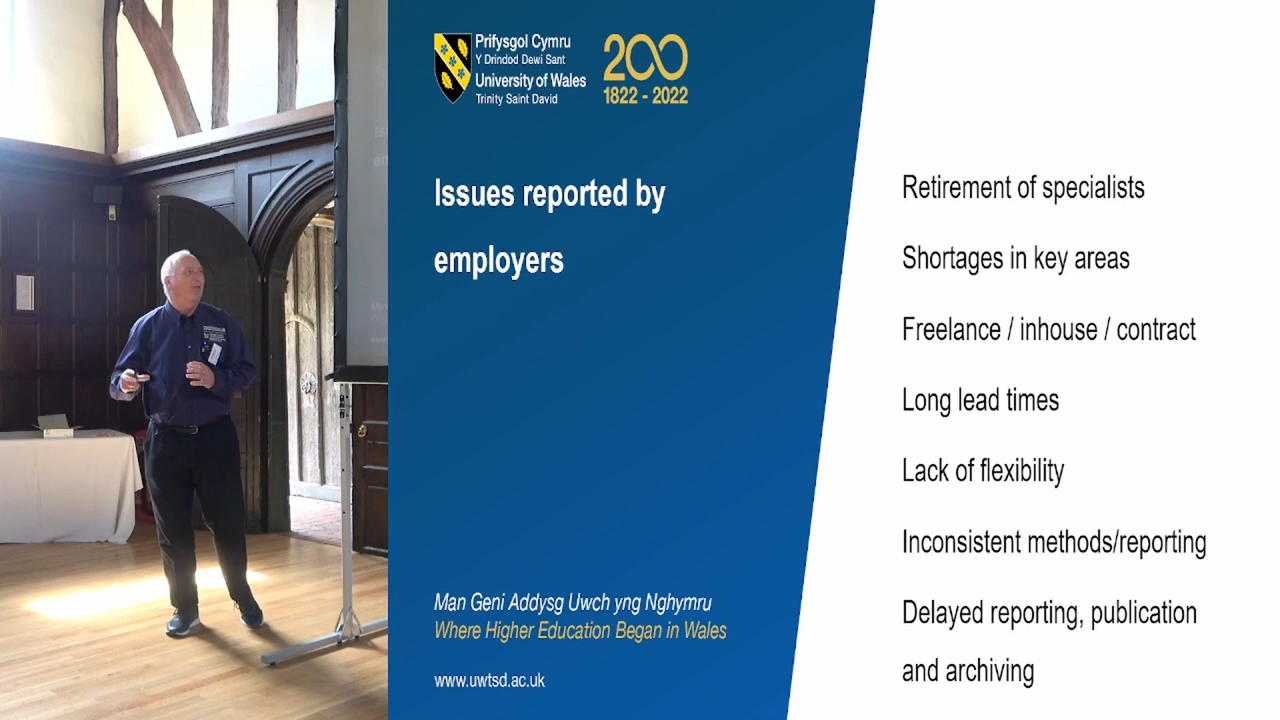 Prifysgol Cymru
Y Drindod Dewi Sant
University of Wales
Trinity Saint David
200
1822 - 2022
Issues reported by
employers
Man Geni Addysg Uwch yng Nghymru
Where Higher Education Began in Wales
www.uwtsd.ac.uk
Retirement of specialists
Shortages in key areas
Freelance / inhouse / contract
Long lead times
Lack of flexibility
Inconsistent methods/reporting
Delayed reporting, publication
and archiving